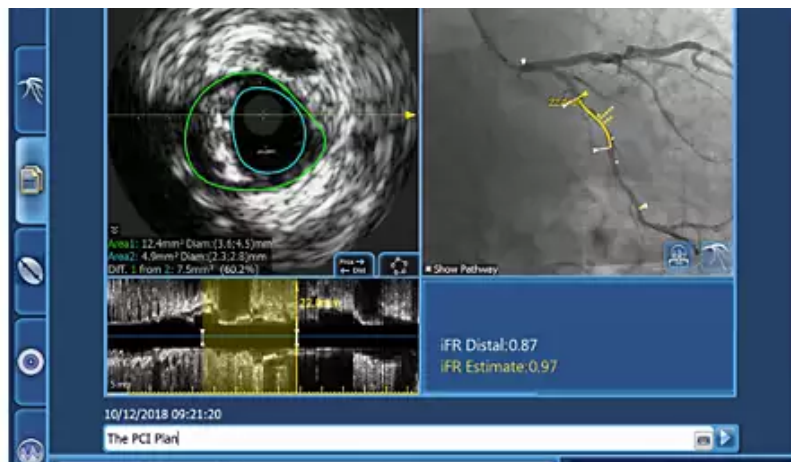 Area1: 12.4mm² Diam:(3.6;4.5)mm
Area2: 4.9mm² Diam:(2.3;2.8)mm
Diff. 1 from 2: 7.5mm² (60.2%)
Prox →
← Dist
Show Pathway
iFR Distal:0.87
iFR Estimate:0.97
10/12/2018 09:21:20
The PCI Plan